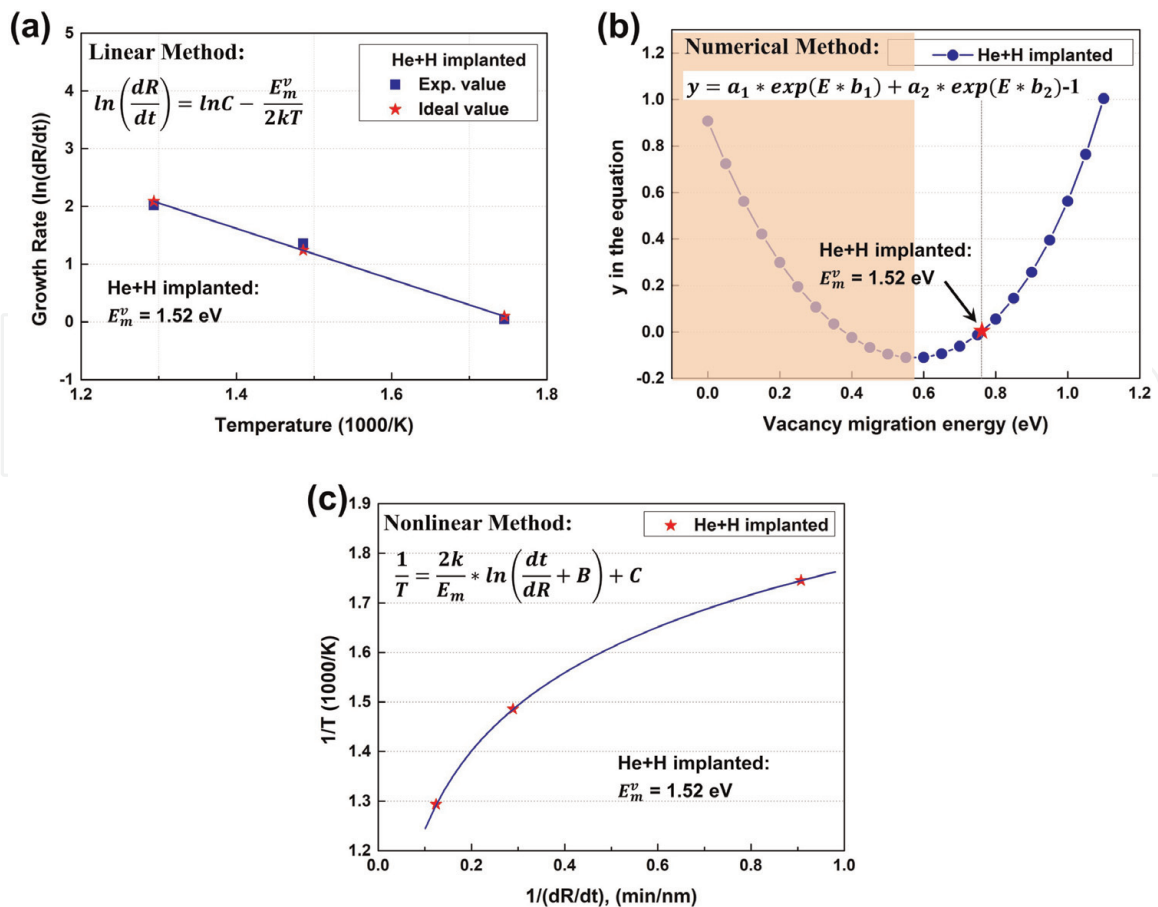 (a)
Linear Method:
ln(dR/dt) = lnC − E_m^v/2kT
He+H implanted
Exp. value
Ideal value
He+H implanted:
E_m^v = 1.52 eV
Growth Rate (ln(dR/dt))
5
4
3
2
1
0
-1
1.2 1.4 1.6 1.8
Temperature (1000/K)
(b)
Numerical Method:
He+H implanted
y = a₁ * exp(E * b₁) + a₂ * exp(E * b₂)-1
He+H implanted:
E_m^v = 1.52 eV
y in the equation
1.2
1.0
0.8
0.6
0.4
0.2
0.0
-0.2
0.0 0.2 0.4 0.6 0.8 1.0 1.2
Vacancy migration energy (eV)
(c)
Nonlinear Method:
He+H implanted
1/T = 2k/E_m * ln(dt/dR + B) + C
He+H implanted:
E_m^v = 1.52 eV
1/T (1000/K)
1.9
1.8
1.7
1.6
1.5
1.4
1.3
1.2
0.0 0.2 0.4 0.6 0.8 1.0
1/(dR/dt), (min/nm)